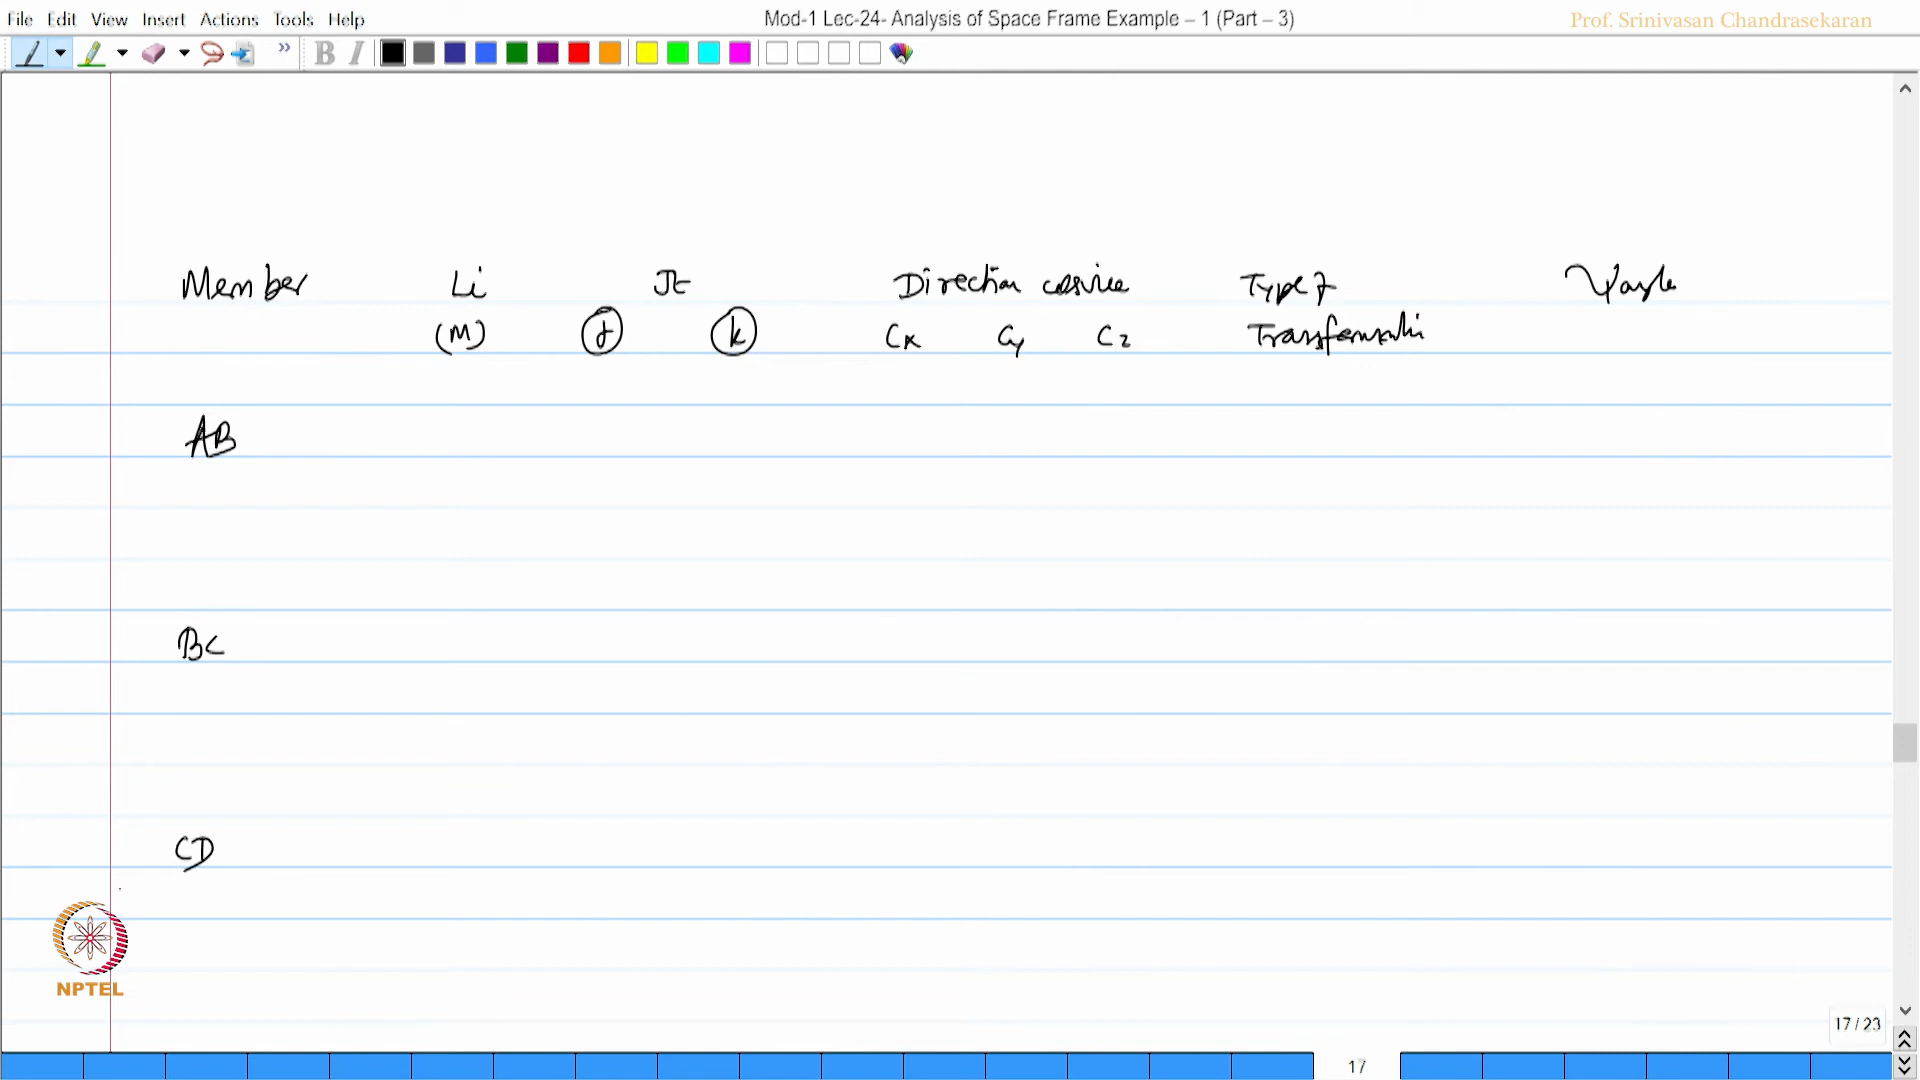 File Edit View Insert Actions Tools Help
Mod-1 Lec-24- Analysis of Space Frame Example – 1 (Part – 3)
Prof. Srinivasan Chandrasekaran
B I
Member Li Jt Direction cosine Type of Ψ angle
(M) j k Cx Cy Cz Transformation
AB
BC
CD
NPTEL
17 / 23
17